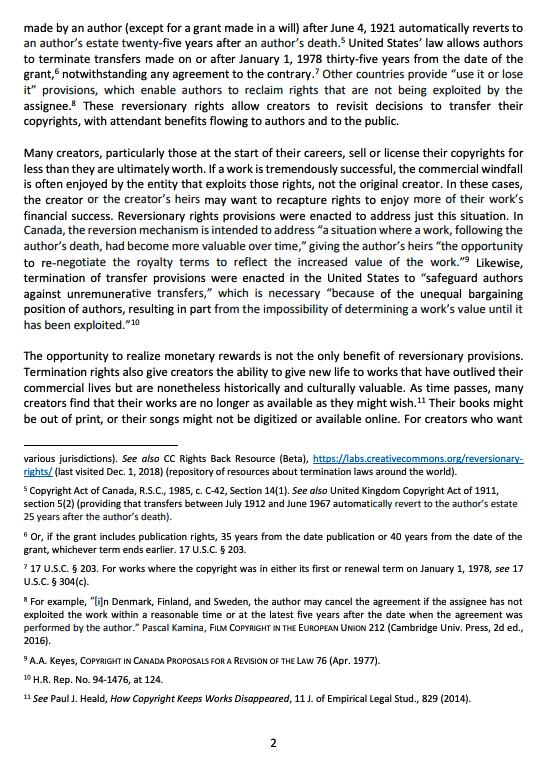 made by an author (except for a grant made in a will) after June 4, 1921 automatically reverts to
an author's estate twenty-five years after an author's death.⁵ United States' law allows authors
to terminate transfers made on or after January 1, 1978 thirty-five years from the date of the
grant,⁶ notwithstanding any agreement to the contrary.⁷ Other countries provide "use it or lose
it" provisions, which enable authors to reclaim rights that are not being exploited by the
assignee.⁸ These reversionary rights allow creators to revisit decisions to transfer their
copyrights, with attendant benefits flowing to authors and to the public.
Many creators, particularly those at the start of their careers, sell or license their copyrights for
less than they are ultimately worth. If a work is tremendously successful, the commercial windfall
is often enjoyed by the entity that exploits those rights, not the original creator. In these cases,
the creator or the creator's heirs may want to recapture rights to enjoy more of their work's
financial success. Reversionary rights provisions were enacted to address just this situation. In
Canada, the reversion mechanism is intended to address "a situation where a work, following the
author's death, had become more valuable over time," giving the author's heirs "the opportunity
to re-negotiate the royalty terms to reflect the increased value of the work."⁹ Likewise,
termination of transfer provisions were enacted in the United States to "safeguard authors
against unremunerative transfers," which is necessary "because of the unequal bargaining
position of authors, resulting in part from the impossibility of determining a work's value until it
has been exploited."¹⁰
The opportunity to realize monetary rewards is not the only benefit of reversionary provisions.
Termination rights also give creators the ability to give new life to works that have outlived their
commercial lives but are nonetheless historically and culturally valuable. As time passes, many
creators find that their works are no longer as available as they might wish.¹¹ Their books might
be out of print, or their songs might not be digitized or available online. For creators who want
various jurisdictions). See also CC Rights Back Resource (Beta), https://labs.creativecommons.org/reversionary-
rights/ (last visited Dec. 1, 2018) (repository of resources about termination laws around the world).
⁵ Copyright Act of Canada, R.S.C., 1985, c. C-42, Section 14(1). See also United Kingdom Copyright Act of 1911,
section 5(2) (providing that transfers between July 1912 and June 1967 automatically revert to the author's estate
25 years after the author's death).
⁶ Or, if the grant includes publication rights, 35 years from the date publication or 40 years from the date of the
grant, whichever term ends earlier. 17 U.S.C. § 203.
⁷ 17 U.S.C. § 203. For works where the copyright was in either its first or renewal term on January 1, 1978, see 17
U.S.C. § 304(c).
⁸ For example, "[i]n Denmark, Finland, and Sweden, the author may cancel the agreement if the assignee has not
exploited the work within a reasonable time or at the latest five years after the date when the agreement was
performed by the author." Pascal Kamina, FILM COPYRIGHT IN THE EUROPEAN UNION 212 (Cambridge Univ. Press, 2d ed.,
2016).
⁹ A.A. Keyes, COPYRIGHT IN CANADA PROPOSALS FOR A REVISION OF THE LAW 76 (Apr. 1977).
¹⁰ H.R. Rep. No. 94-1476, at 124.
¹¹ See Paul J. Heald, How Copyright Keeps Works Disappeared, 11 J. of Empirical Legal Stud., 829 (2014).
2